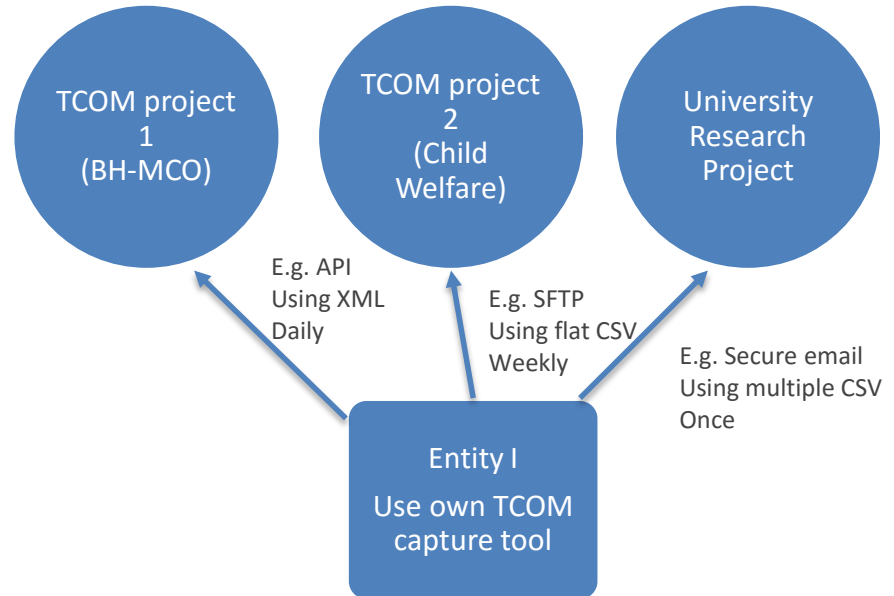 TCOM project
1
(BH-MCO)
TCOM project
2
(Child
Welfare)
University
Research
Project
E.g. API
Using XML
Daily
E.g. SFTP
Using flat CSV
Weekly
E.g. Secure email
Using multiple CSV
Once
Entity I
Use own TCOM
capture tool